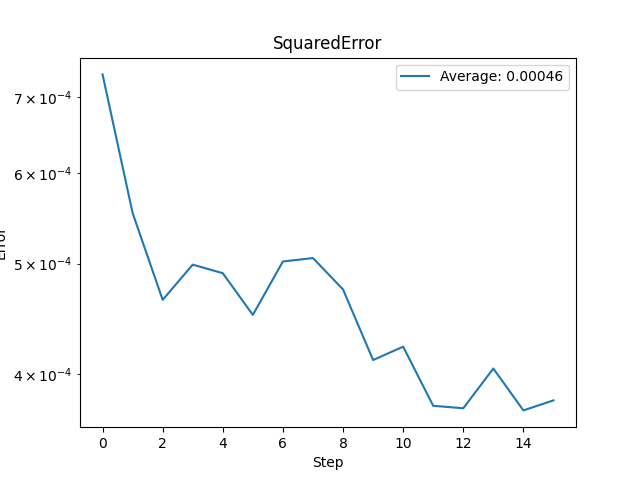 SquaredError
Average: 0.00046
7 × 10⁻⁴
6 × 10⁻⁴
5 × 10⁻⁴
4 × 10⁻⁴
Error
0 2 4 6 8 10 12 14
Step